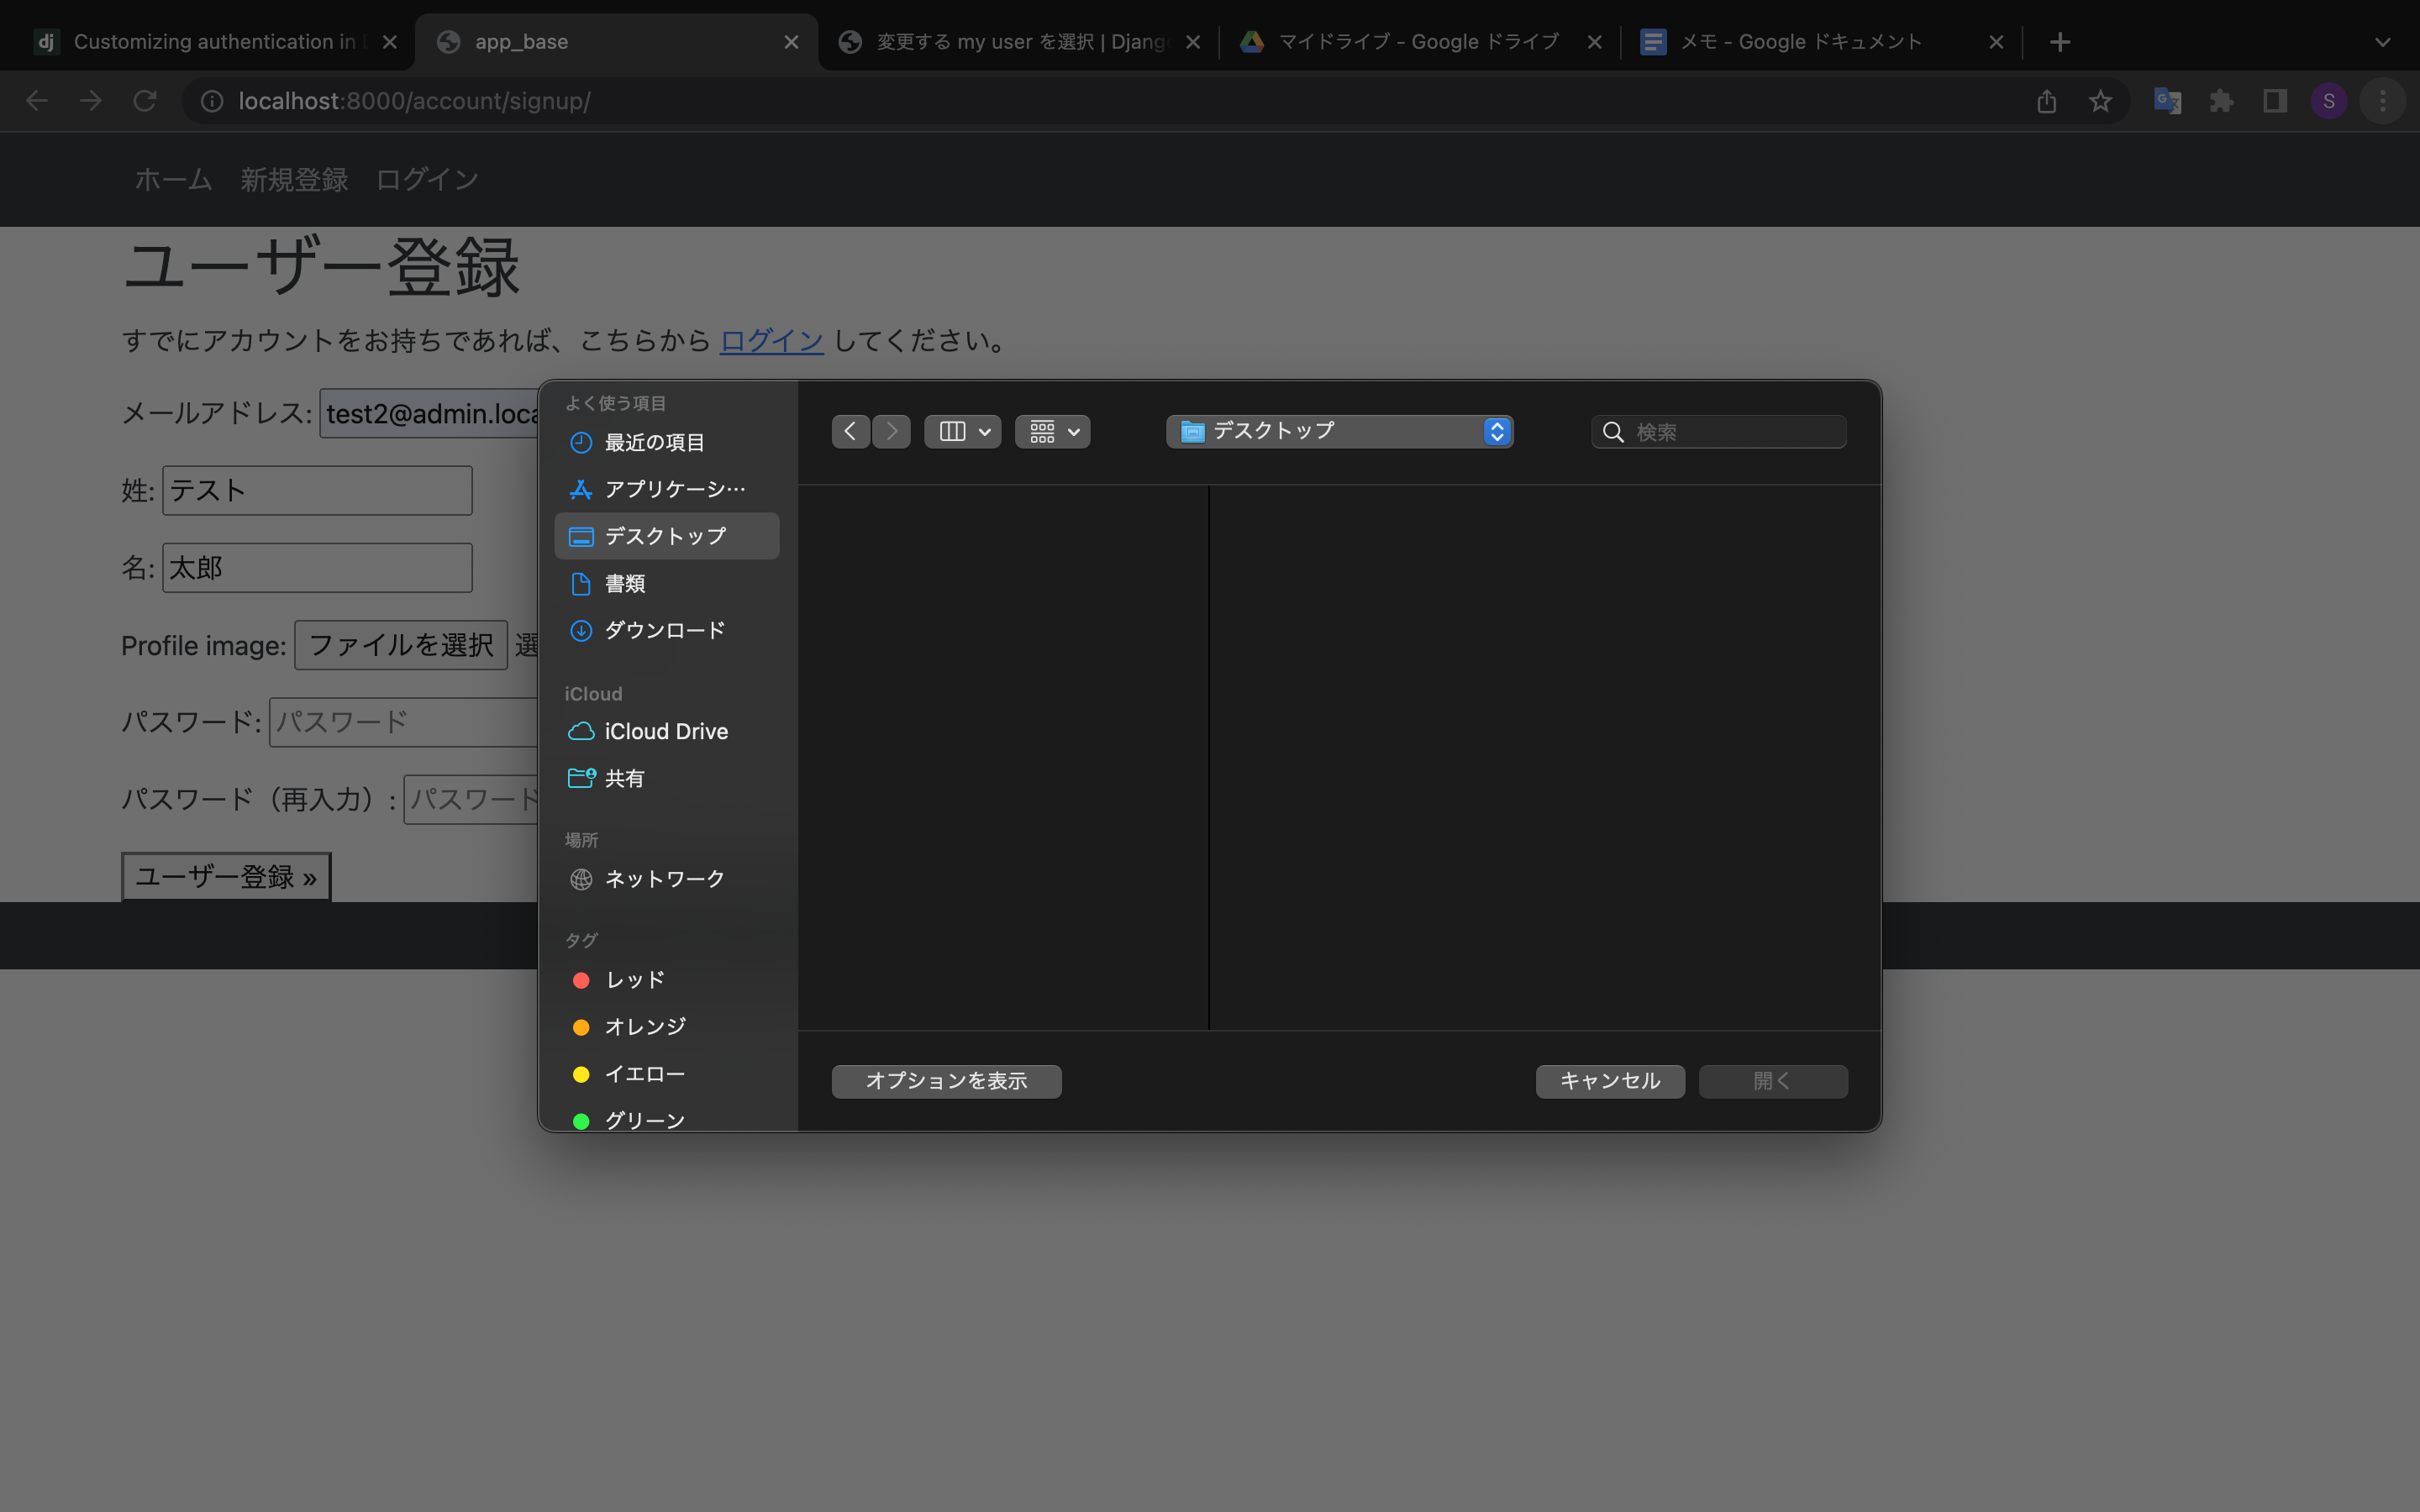 dj Customizing authentication in
app_base
変更する my user を選択 | Djang
マイドライブ - Google ドライブ
メモ - Google ドキュメント
localhost:8000/account/signup/
S
ホーム 新規登録 ログイン
ユーザー登録
すでにアカウントをお持ちであれば、こちらから ログイン してください。
メールアドレス: test2@admin.loca
姓: テスト
名: 太郎
Profile image: ファイルを選択 選
パスワード: パスワード
パスワード（再入力）: パスワード
ユーザー登録 »
よく使う項目
最近の項目
アプリケーシ…
デスクトップ
書類
ダウンロード
iCloud
iCloud Drive
共有
場所
ネットワーク
タグ
レッド
オレンジ
イエロー
グリーン
デスクトップ
検索
オプションを表示
キャンセル
開く